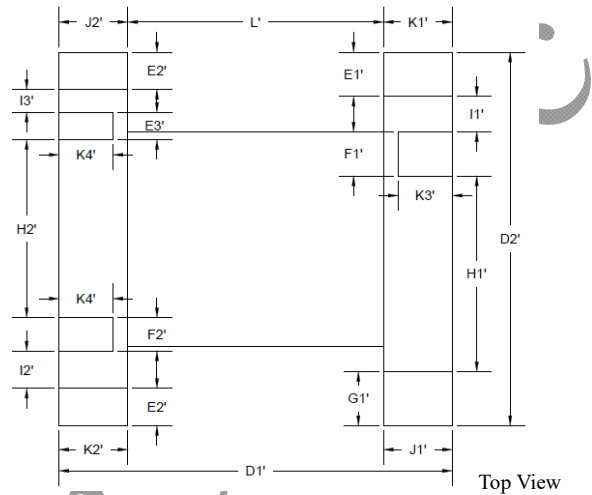 J2' L' K1'
E2' E1'
I3' I1'
E3'
K4' F1'
K3'
H2' D2'
H1'
K4'
F2'
I2'
G1'
E2'
K2' J1'
D1'
Top View